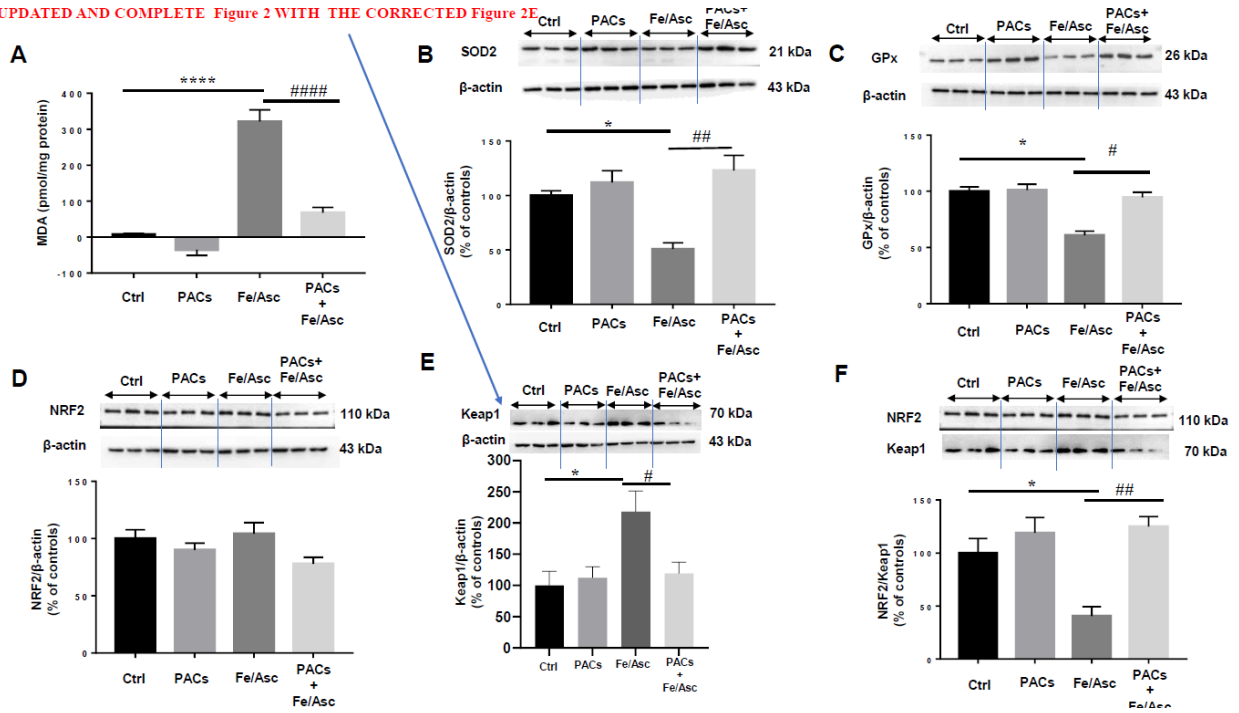 UPDATED AND COMPLETE Figure 2 WITH THE CORRECTED Figure 2E
A
****
####
MDA (pmol/mg protein)
400
300
200
100
0
-100
Ctrl
PACs
Fe/Asc
PACs
+
Fe/Asc
B
PACs
Fe/Asc
PACs+
Fe/Asc
SOD2
21 kDa
β-actin
43 kDa
*
##
SOD2/β-actin
(% of controls)
150
100
50
0
Ctrl
PACs
Fe/Asc
PACs
+
Fe/Asc
C
Ctrl
PACs
Fe/Asc
PACs+
Fe/Asc
GPx
26 kDa
β-actin
43 kDa
*
#
GPx/β-actin
(% of controls)
150
100
50
0
Ctrl
PACs
Fe/Asc
PACs
+
Fe/Asc
D
Ctrl
PACs
Fe/Asc
PACs+
Fe/Asc
NRF2
110 kDa
β-actin
43 kDa
NRF2/β-actin
(% of controls)
150
100
50
0
Ctrl
PACs
Fe/Asc
PACs
+
Fe/Asc
E
Ctrl
PACs
Fe/Asc
PACs+
Fe/Asc
Keap1
70 kDa
β-actin
43 kDa
*
#
Keap1/β-actin
(% of controls)
300
250
200
150
100
50
0
Ctrl
PACs
Fe/Asc
PACs
+
Fe/Asc
F
Ctrl
PACs
Fe/Asc
PACs+
Fe/Asc
NRF2
110 kDa
Keap1
70 kDa
*
##
NRF2/Keap1
(% of controls)
150
100
50
0
Ctrl
PACs
Fe/Asc
PACs
+
Fe/Asc